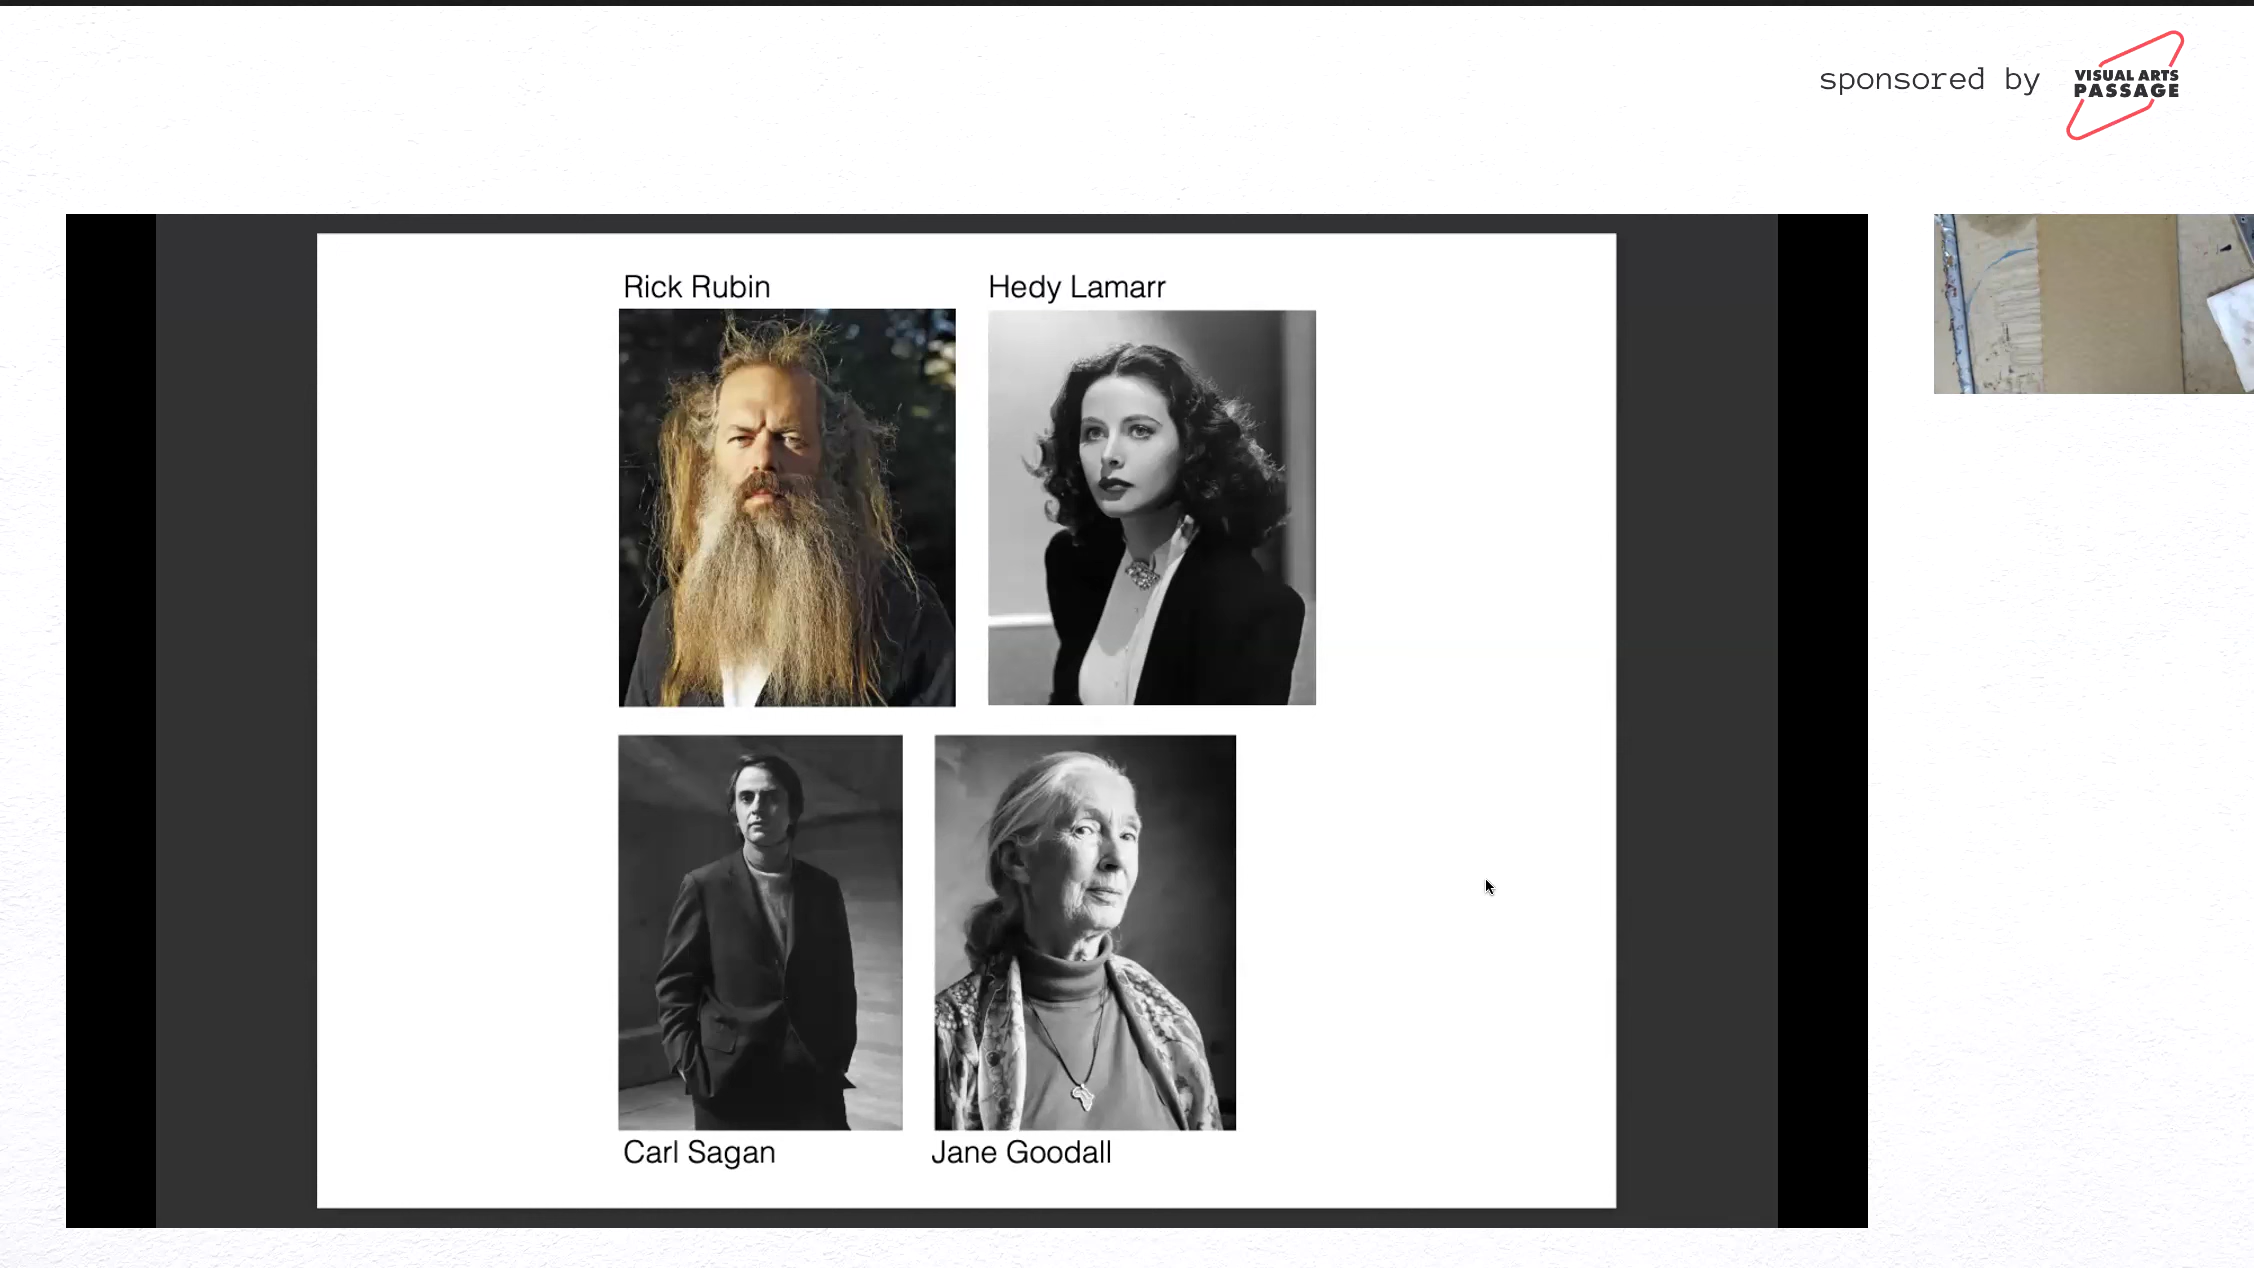 sponsored by
VISUAL ARTS
PASSAGE
Rick Rubin
Hedy Lamarr
Carl Sagan
Jane Goodall